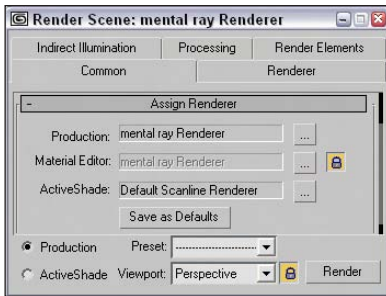 Render Scene: mental ray Renderer
Indirect Illumination Processing Render Elements
Common Renderer
- Assign Renderer
Production: mental ray Renderer ...
Material Editor: mental ray Renderer ...
ActiveShade: Default Scanline Renderer ...
Save as Defaults
Production Preset: -----------------------
ActiveShade Viewport: Perspective Render